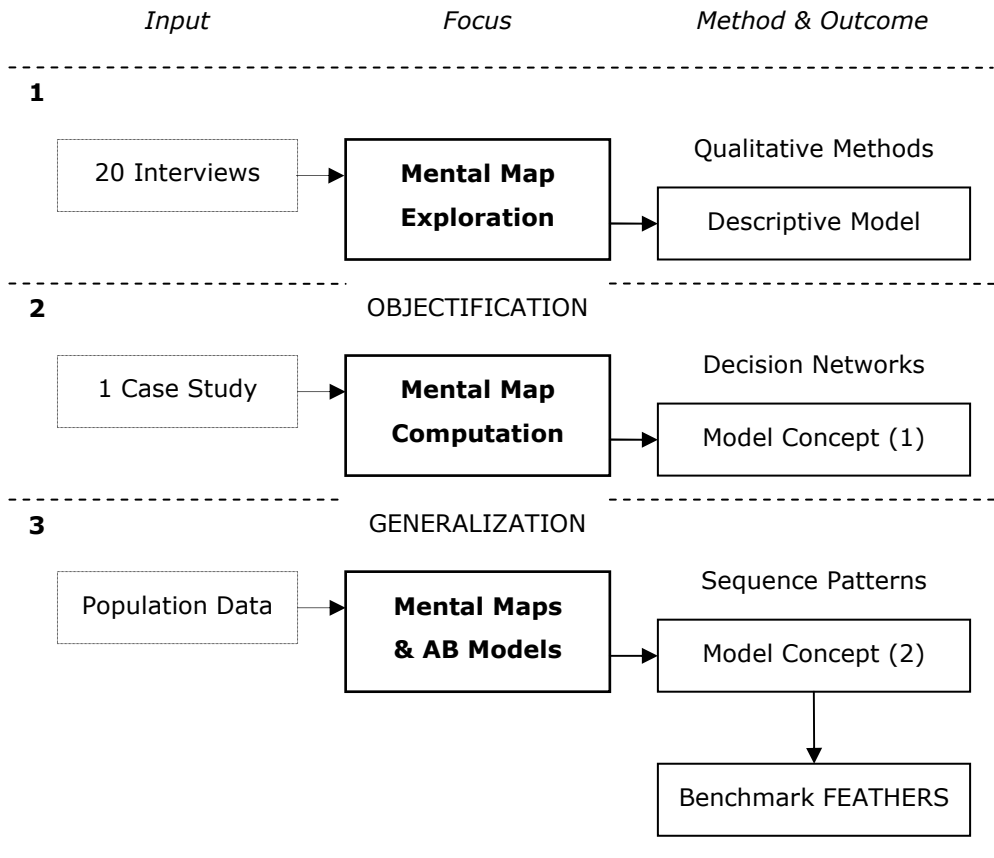 Input Focus Method & Outcome
1
Qualitative Methods
20 Interviews
Mental Map
Exploration
Descriptive Model
2
OBJECTIFICATION
Decision Networks
1 Case Study
Mental Map
Computation
Model Concept (1)
3
GENERALIZATION
Sequence Patterns
Population Data
Mental Maps
& AB Models
Model Concept (2)
Benchmark FEATHERS